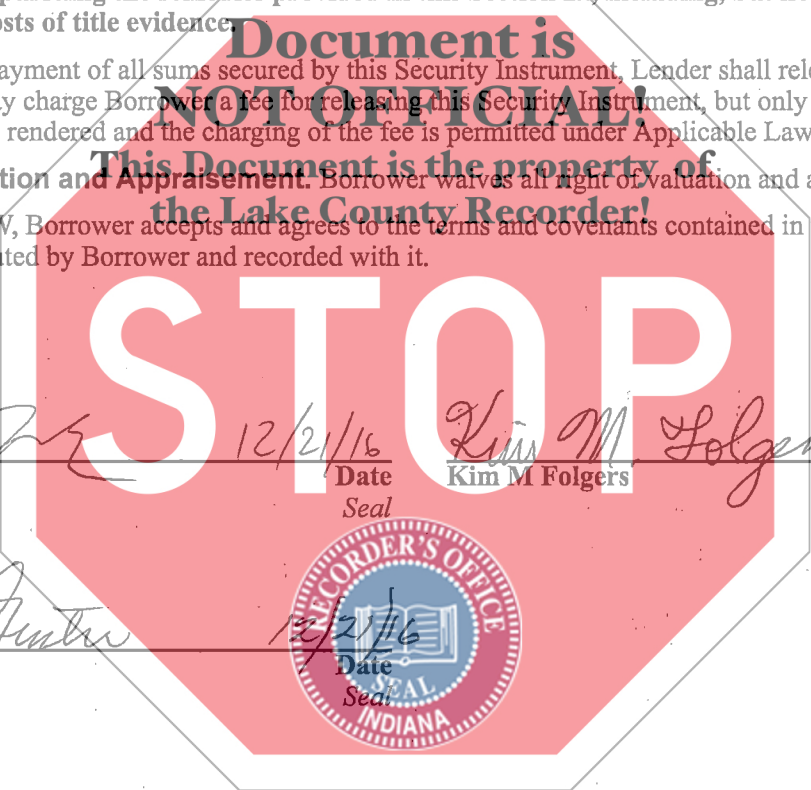 osts of title evidence.
Document is
ayment of all sums secured by this Security Instrument, Lender shall rele
y charge Borrower a fee for releasing this Security Instrument, but only
NOT OFFICIAL!
rendered and the charging of the fee is permitted under Applicable Law
This Document is the property of
tion and Appraisement. Borrower waives all right of valuation and a
the Lake County Recorder!
V, Borrower accepts and agrees to the terms and covenants contained in
ted by Borrower and recorded with it.
STOP
12/21/16 Kim M. Folger
Date Kim M Folgers
Seal
RECORDER'S OFFICE
12/21/16
Date
SEAL
Seal
INDIANA